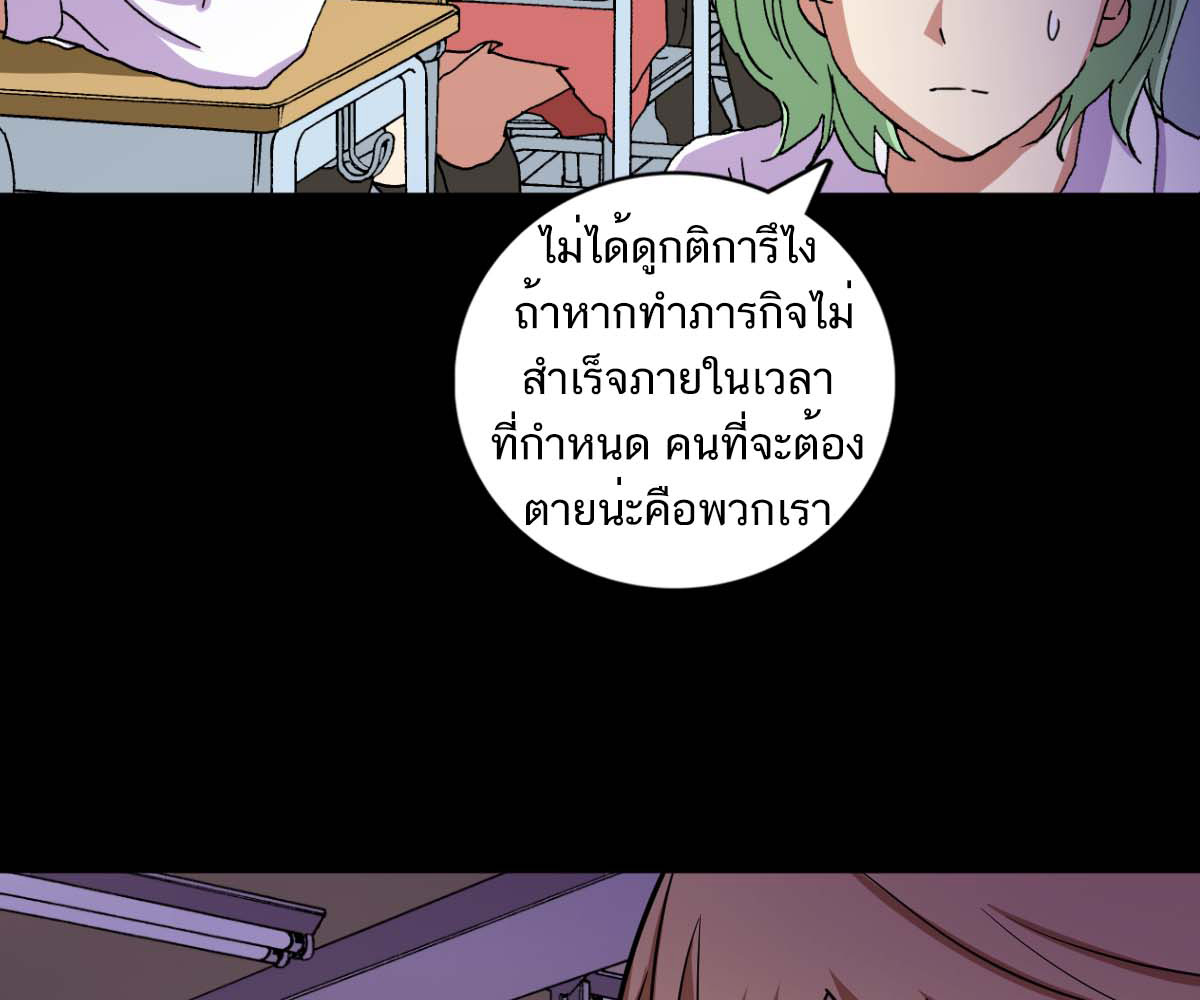 ไม่ได้ดูกติการึไง
ถ้าหากทำภารกิจไม่
สำเร็จภายในเวลา
ที่กำหนด คนที่จะต้อง
ตายน่ะคือพวกเรา